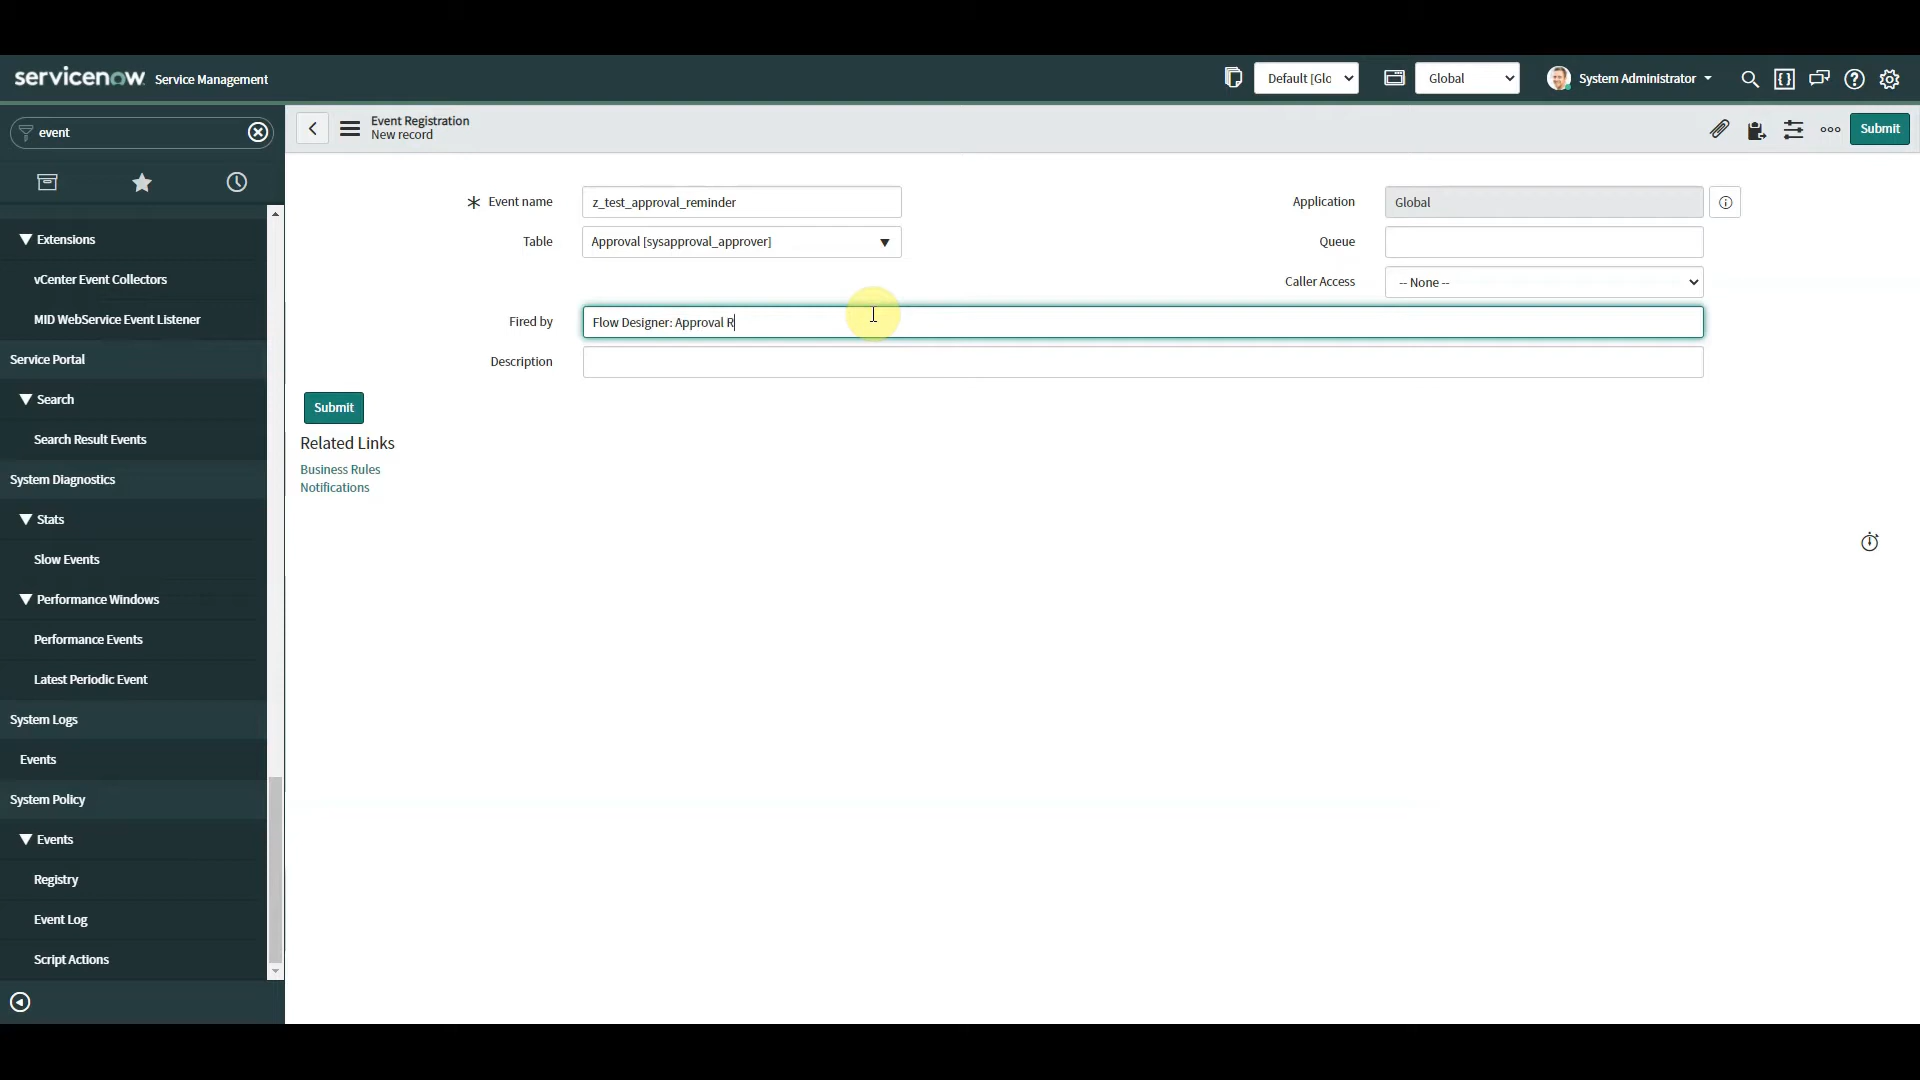 servicenow Service Management
Default [Glc
Global
System Administrator
event
Event Registration
New record
Submit
Extensions
vCenter Event Collectors
MID WebService Event Listener
Service Portal
Search
Search Result Events
System Diagnostics
Stats
Slow Events
Performance Windows
Performance Events
Latest Periodic Event
System Logs
Events
System Policy
Events
Registry
Event Log
Script Actions
Event name
z_test_approval_reminder
Application
Global
Table
Approval [sysapproval_approver]
Queue
Caller Access
-- None --
Fired by
Flow Designer: Approval R
Description
Submit
Related Links
Business Rules
Notifications